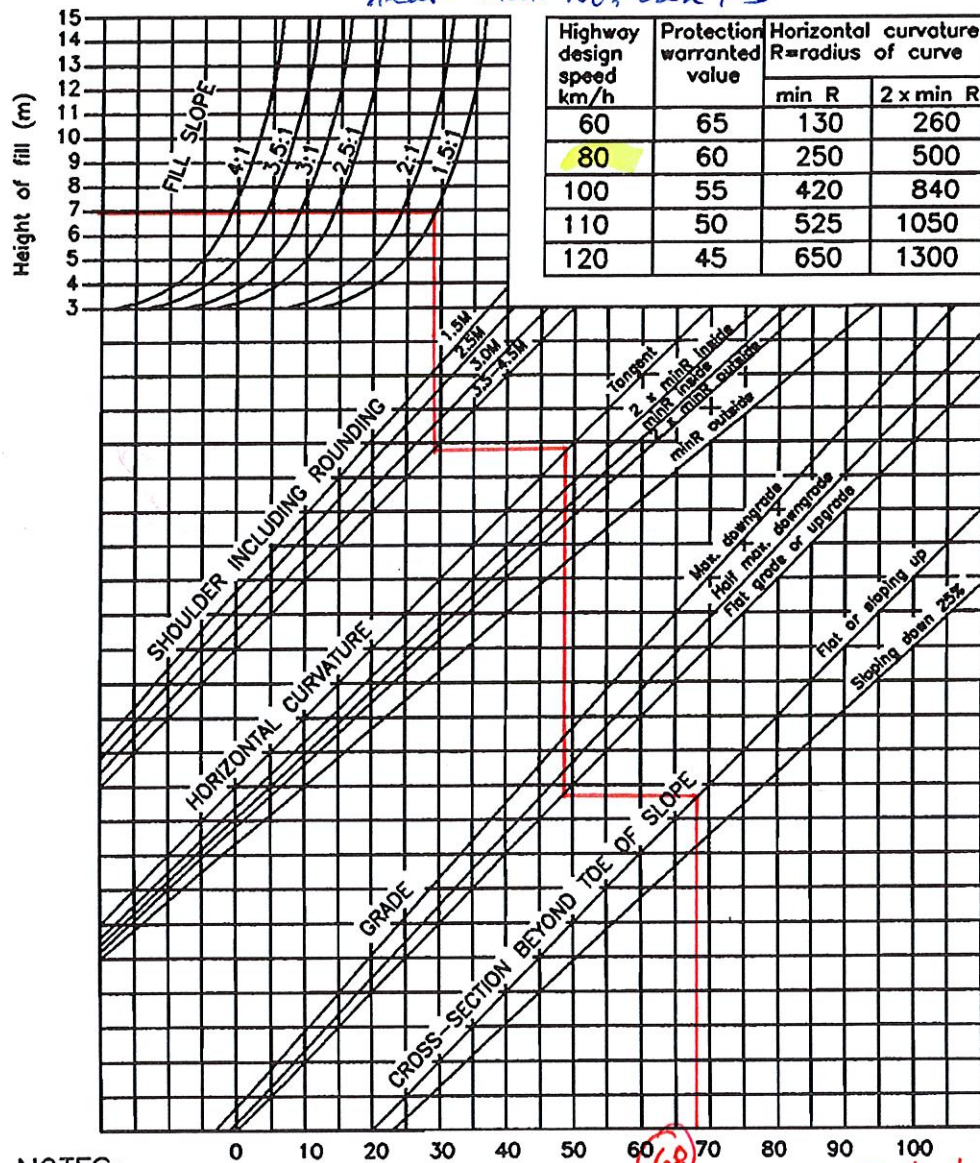 15
14
13
12
11
10
9
8
7
6
5
4
3
Height of fill (m)
FILL SLOPE
4:1
3.5:1
3:1
2.5:1
2:1
1.5:1
Highway design speed km/h
Protection warranted value
Horizontal curvature R=radius of curve
min R
2 x min R
60 65 130 260
80 60 250 500
100 55 420 840
110 50 525 1050
120 45 650 1300
SHOULDER INCLUDING ROUNDING
1.5M
2.5M
3.0M
3.5-4.5M
HORIZONTAL CURVATURE
Tangent
2 x minR inside
minR inside
2 x minR outside
minR outside
GRADE
Max. downgrade
Half max. downgrade
Flat grade or upgrade
CROSS-SECTION BEYOND TOE OF SLOPE
Flat or sloping up
Sloping down 25%
0 10 20 30 40 50 60 70 80 90 100
68